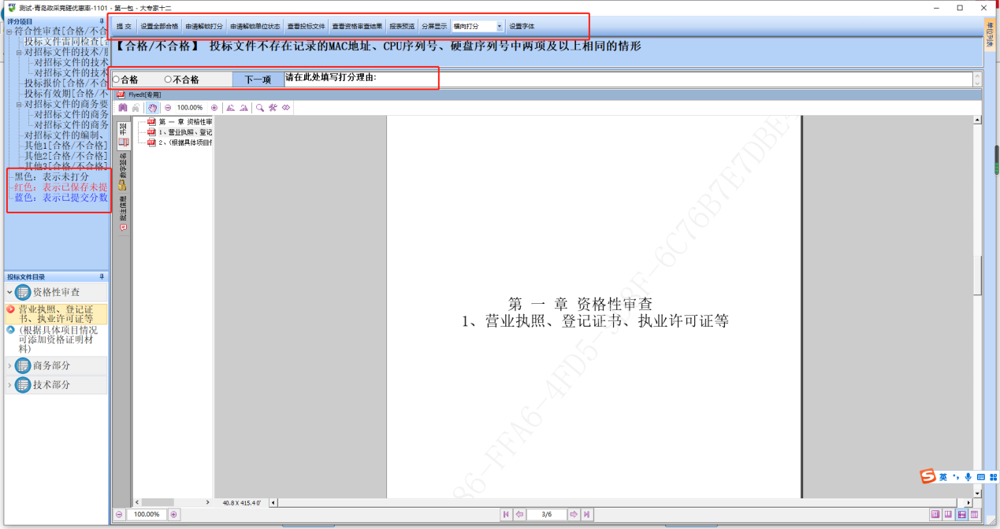 测试-青岛政采竞磋优惠率-1101 - 第一包 - 大专家十二
评分项目
符合性审查[合格/不合
投标文件雷同检查[
对招标文件的技术/
对招标文件的技术
对招标文件的技术
投标报价[合格/不合
投标有效期[合格/不
对招标文件的商务要
对招标文件的商务
对招标文件的商务
对招标文件的编制、
其他1[合格/不合格]
其他2[合格/不合格]
其他3[合格/不合格]
黑色：表示未打分
红色：表示已保存未提
蓝色：表示已提交分数
提 交 设置全部合格 申请解锁打分 申请解锁单位状态 查看投标文件 查看资格审查结果 报表预览 分屏显示 横向打分 设置字体
【合格/不合格】 投标文件不存在记录的MAC地址、CPU序列号、硬盘序列号中两项及以上相同的情形
合格 不合格 下一项 请在此处填写打分理由:
单位列表
Flyedt[专用]
100.00%
书签
数字签名
批注信息
第 一 章 资格性审
1、营业执照、登记
2、(根据具体项目
第 一 章 资格性审查
1、营业执照、登记证书、执业许可证等
投标文件目录
资格性审查
营业执照、登记证
书、执业许可证等
(根据具体项目情况
可添加资格证明材
料)
商务部分
技术部分
40.8 X 415.4 0'
100.00%
3/6
英